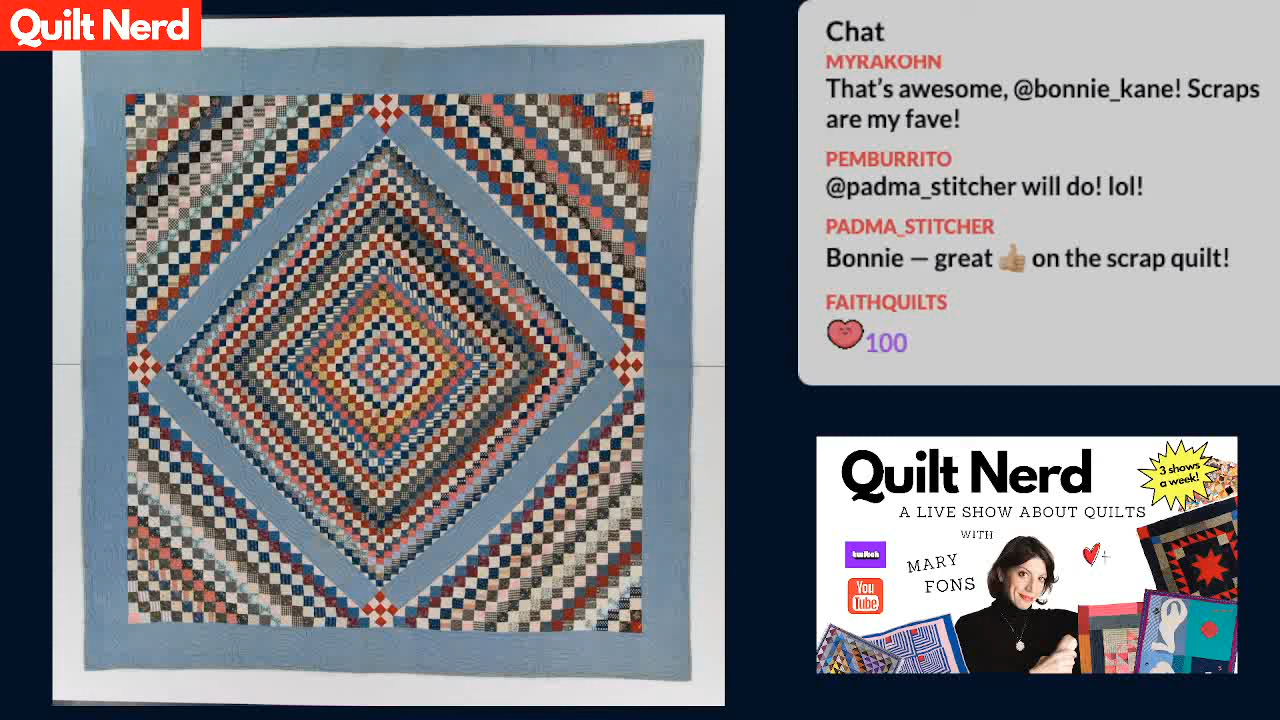 Quilt Nerd
Chat
MYRAKOHN
That's awesome, @bonnie_kane! Scraps
are my fave!
PEMBURRITO
@padma_stitcher will do! lol!
PADMA_STITCHER
Bonnie — great 👍🏼 on the scrap quilt!
FAITHQUILTS
100
Quilt Nerd
3 shows
a week!
A LIVE SHOW ABOUT QUILTS
WITH
MARY
FONS
twitch
You
Tube